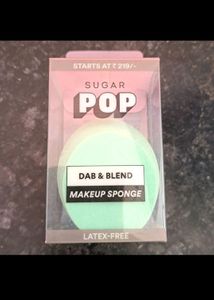 STARTS AT ₹ 219/-
SUGAR
POP
DAB & BLEND
MAKEUP SPONGE
LATEX-FREE